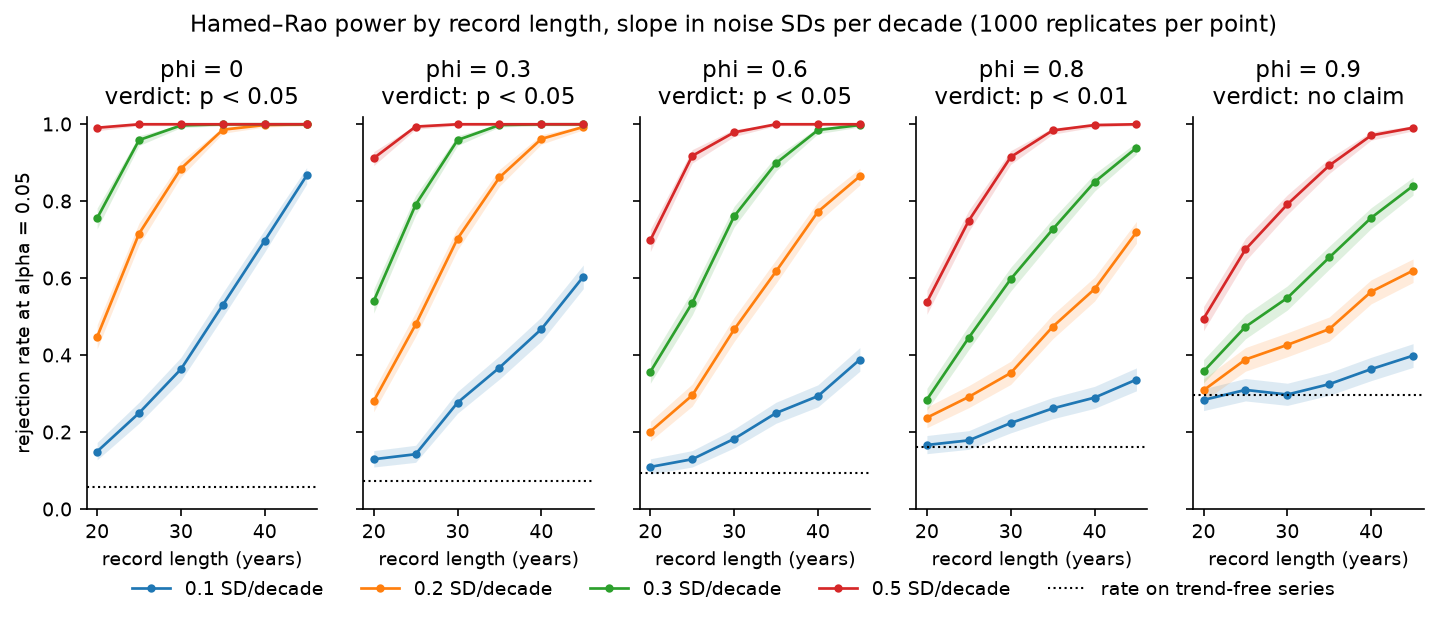 Hamed–Rao power by record length, slope in noise SDs per decade (1000 replicates per point)
phi = 0
verdict: p < 0.05
phi = 0.3
verdict: p < 0.05
phi = 0.6
verdict: p < 0.05
phi = 0.8
verdict: p < 0.01
phi = 0.9
verdict: no claim
rejection rate at alpha = 0.05
1.0
0.8
0.6
0.4
0.2
0.0
20 30 40
record length (years)
20 30 40
record length (years)
20 30 40
record length (years)
20 30 40
record length (years)
20 30 40
record length (years)
0.1 SD/decade
0.2 SD/decade
0.3 SD/decade
0.5 SD/decade
rate on trend-free series